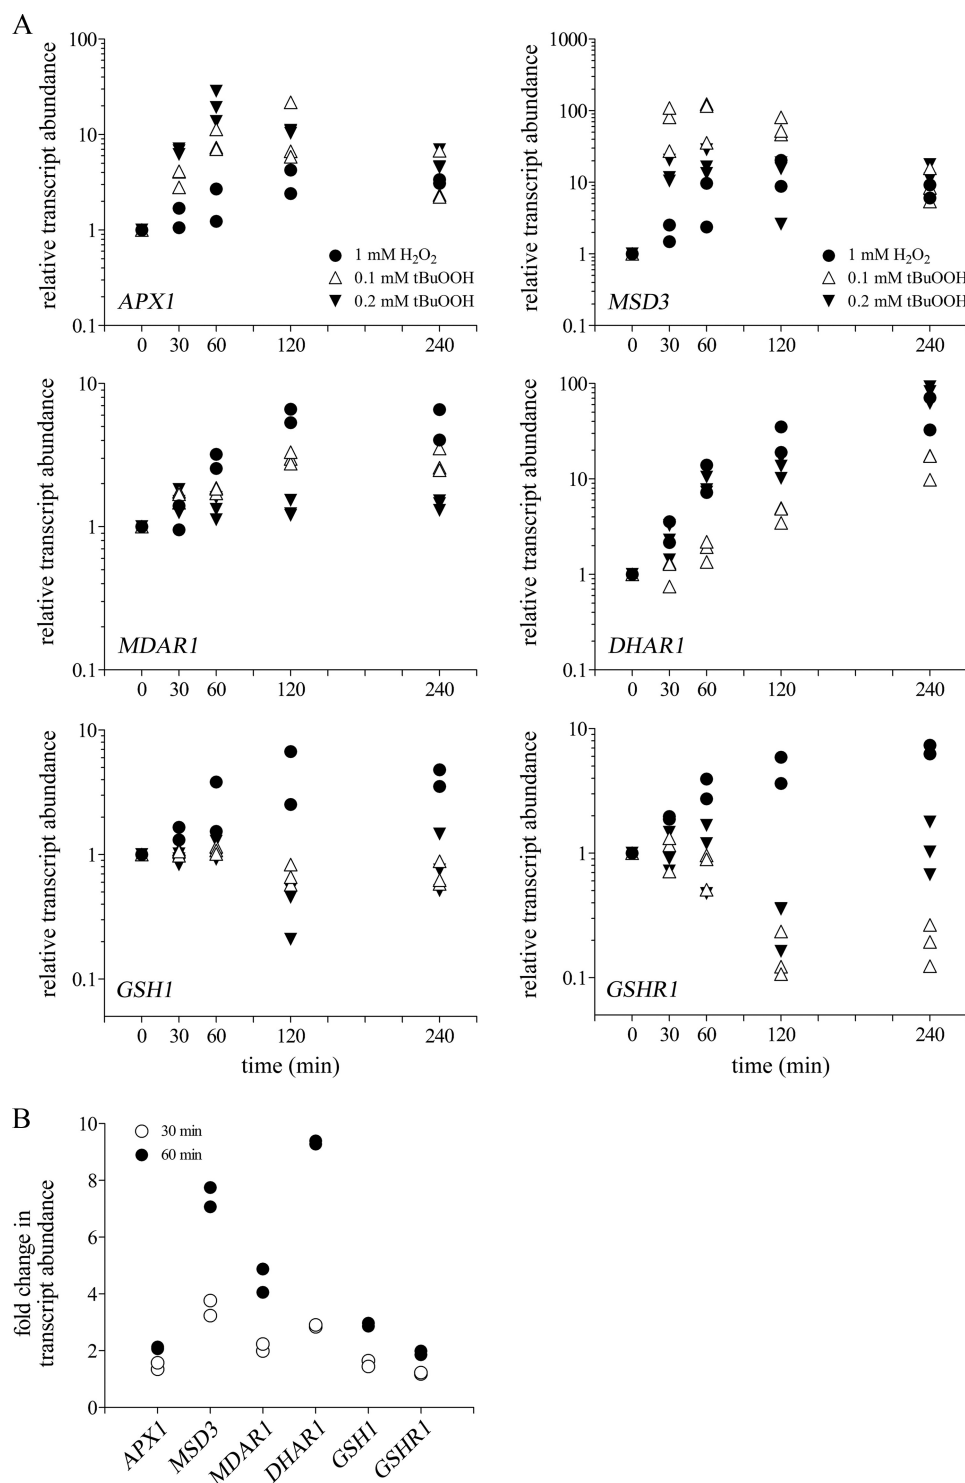 A
relative transcript abundance
100
10
1
0.1
1 mM H₂O₂
0.1 mM tBuOOH
0.2 mM tBuOOH
APX1
0 30 60 120 240
relative transcript abundance
1000
100
10
1
0.1
1 mM H₂O₂
0.1 mM tBuOOH
0.2 mM tBuOOH
MSD3
0 30 60 120 240
relative transcript abundance
10
1
0.1
MDAR1
0 30 60 120 240
relative transcript abundance
100
10
1
0.1
DHAR1
0 30 60 120 240
relative transcript abundance
10
1
0.1
GSH1
0 30 60 120 240
time (min)
relative transcript abundance
10
1
0.1
GSHR1
0 30 60 120 240
time (min)
B
fold change in
transcript abundance
10
8
6
4
2
0
30 min
60 min
APX1 MSD3 MDAR1 DHAR1 GSH1 GSHR1